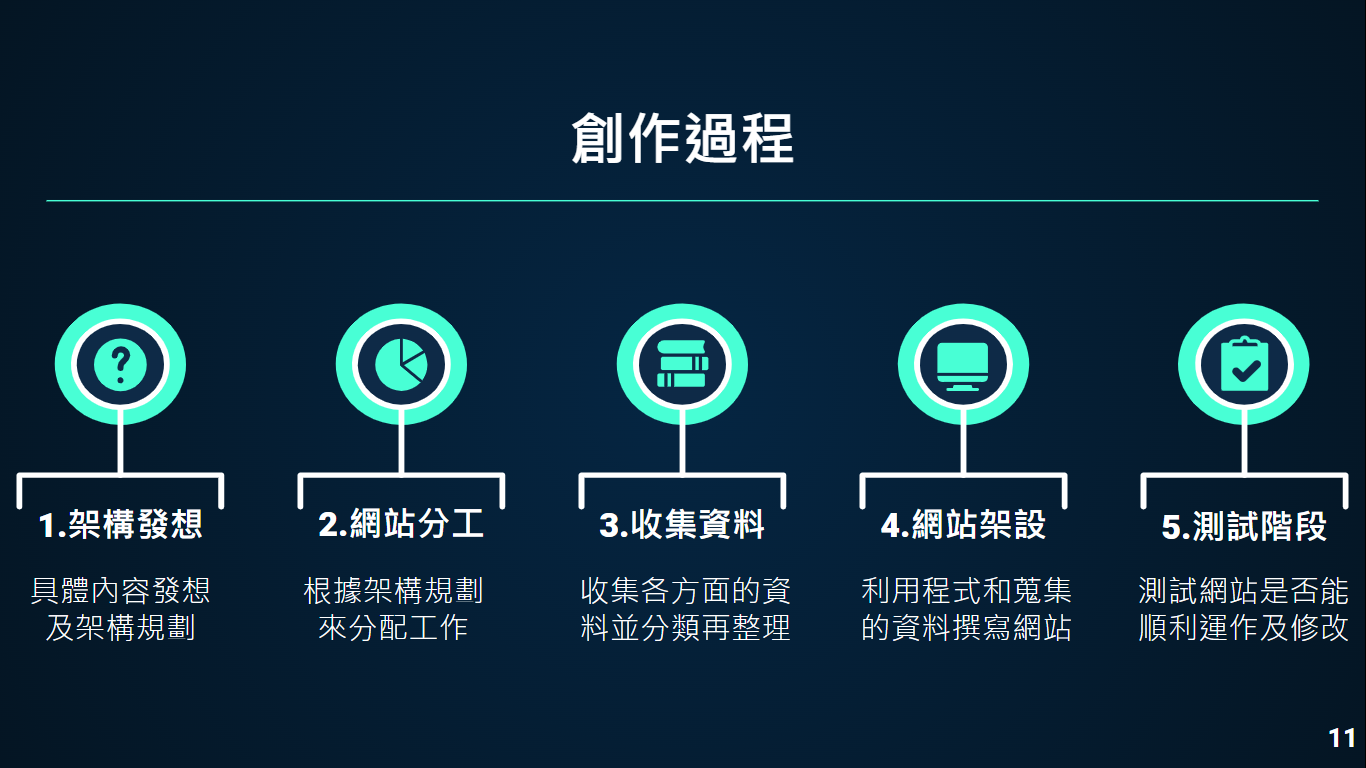 創作過程
1.架構發想
具體內容發想
及架構規劃
2.網站分工
根據架構規劃
來分配工作
3.收集資料
收集各方面的資
料並分類再整理
4.網站架設
利用程式和蒐集
的資料撰寫網站
5.測試階段
測試網站是否能
順利運作及修改
11